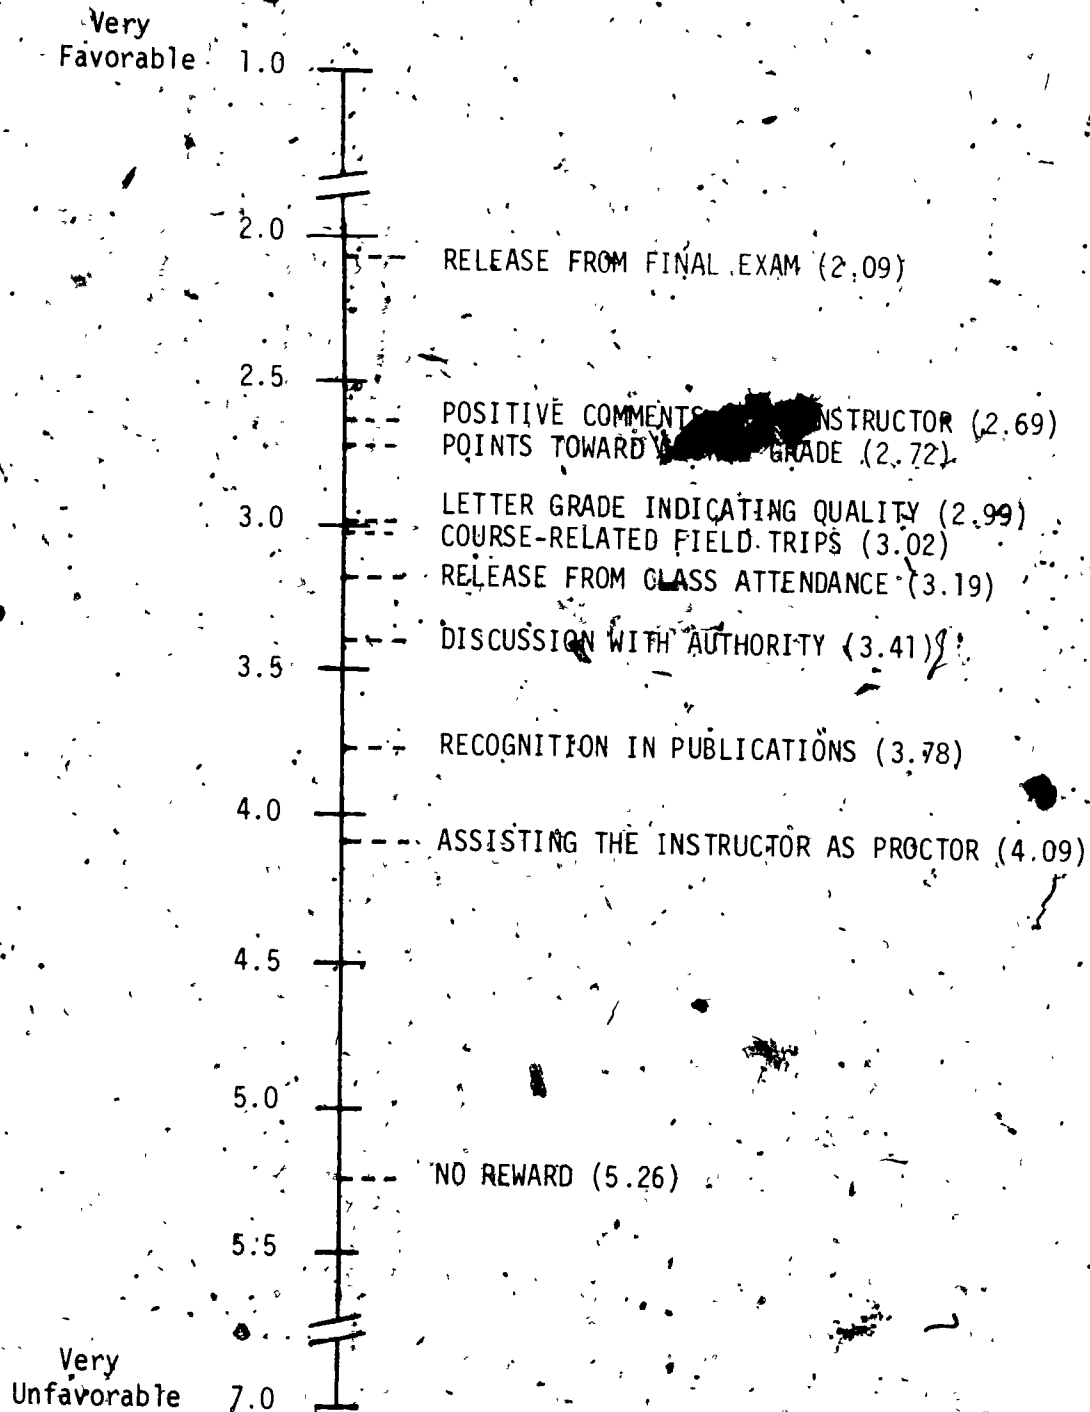 Very
Favorable 1.0
2.0
RELEASE FROM FINAL EXAM (2.09)
2.5
POSITIVE COMMENTS INSTRUCTOR (2.69)
POINTS TOWARD GRADE (2.72)
LETTER GRADE INDICATING QUALITY (2.99)
3.0
COURSE-RELATED FIELD TRIPS (3.02)
RELEASE FROM CLASS ATTENDANCE (3.19)
DISCUSSION WITH AUTHORITY (3.41)
3.5
RECOGNITION IN PUBLICATIONS (3.78)
4.0
ASSISTING THE INSTRUCTOR AS PROCTOR (4.09)
4.5
5.0
NO REWARD (5.26)
5.5
Very
Unfavorable 7.0